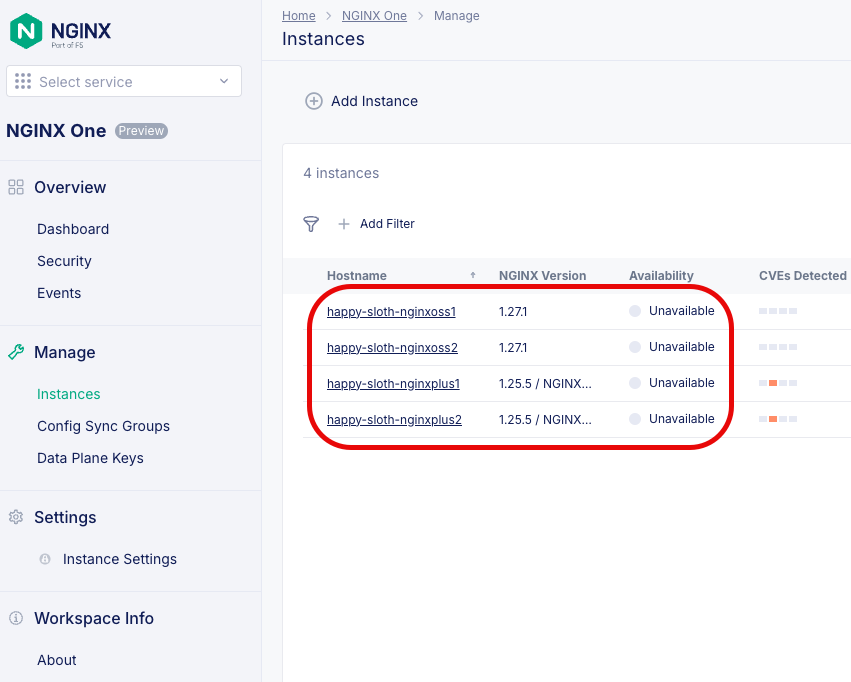 NGINX
Part of F5
Select service
NGINX One Preview
Overview
Dashboard
Security
Events
Manage
Instances
Config Sync Groups
Data Plane Keys
Settings
Instance Settings
Workspace Info
About
Home > NGINX One > Manage
Instances
Add Instance
4 instances
Add Filter
Hostname ↑ NGINX Version Availability CVEs Detected
happy-sloth-nginxoss1 1.27.1 Unavailable
happy-sloth-nginxoss2 1.27.1 Unavailable
happy-sloth-nginxplus1 1.25.5 / NGINX... Unavailable
happy-sloth-nginxplus2 1.25.5 / NGINX... Unavailable